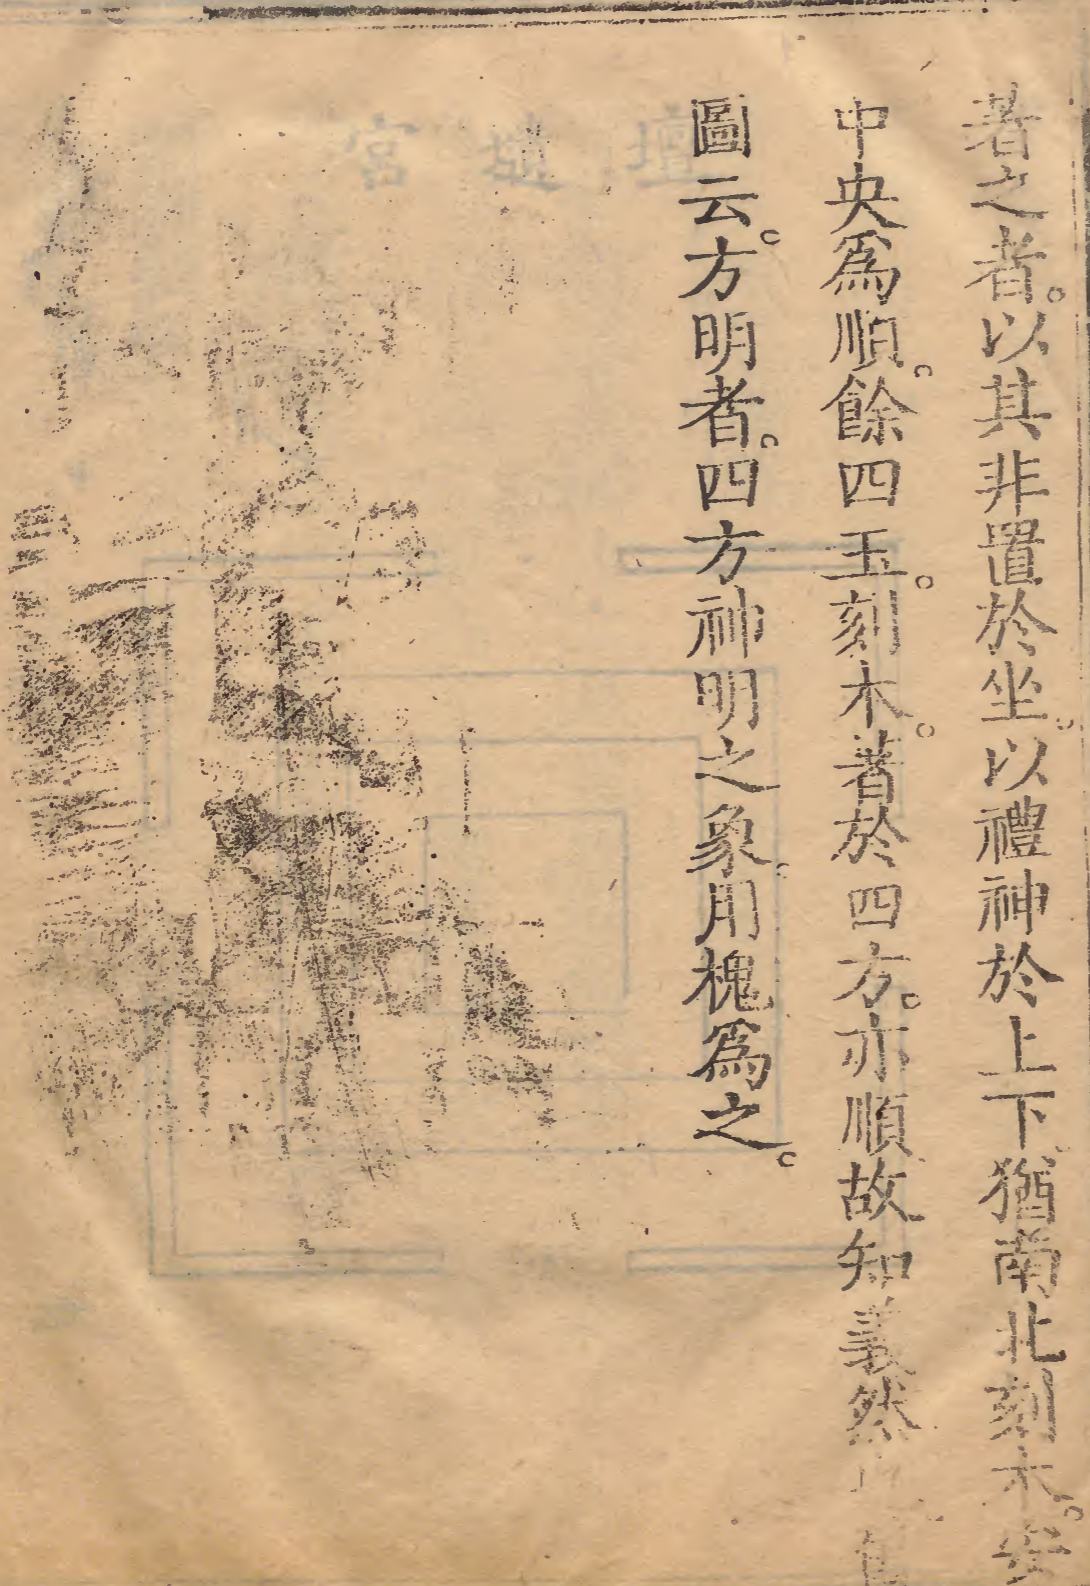 著之者。以其非置於坐。以禮神於上下。猶南北刻木。安
中央爲順。餘四玉。刻木。著於四方。亦順故知義然
圖云。方明者。四方神明之象。用槐爲之。